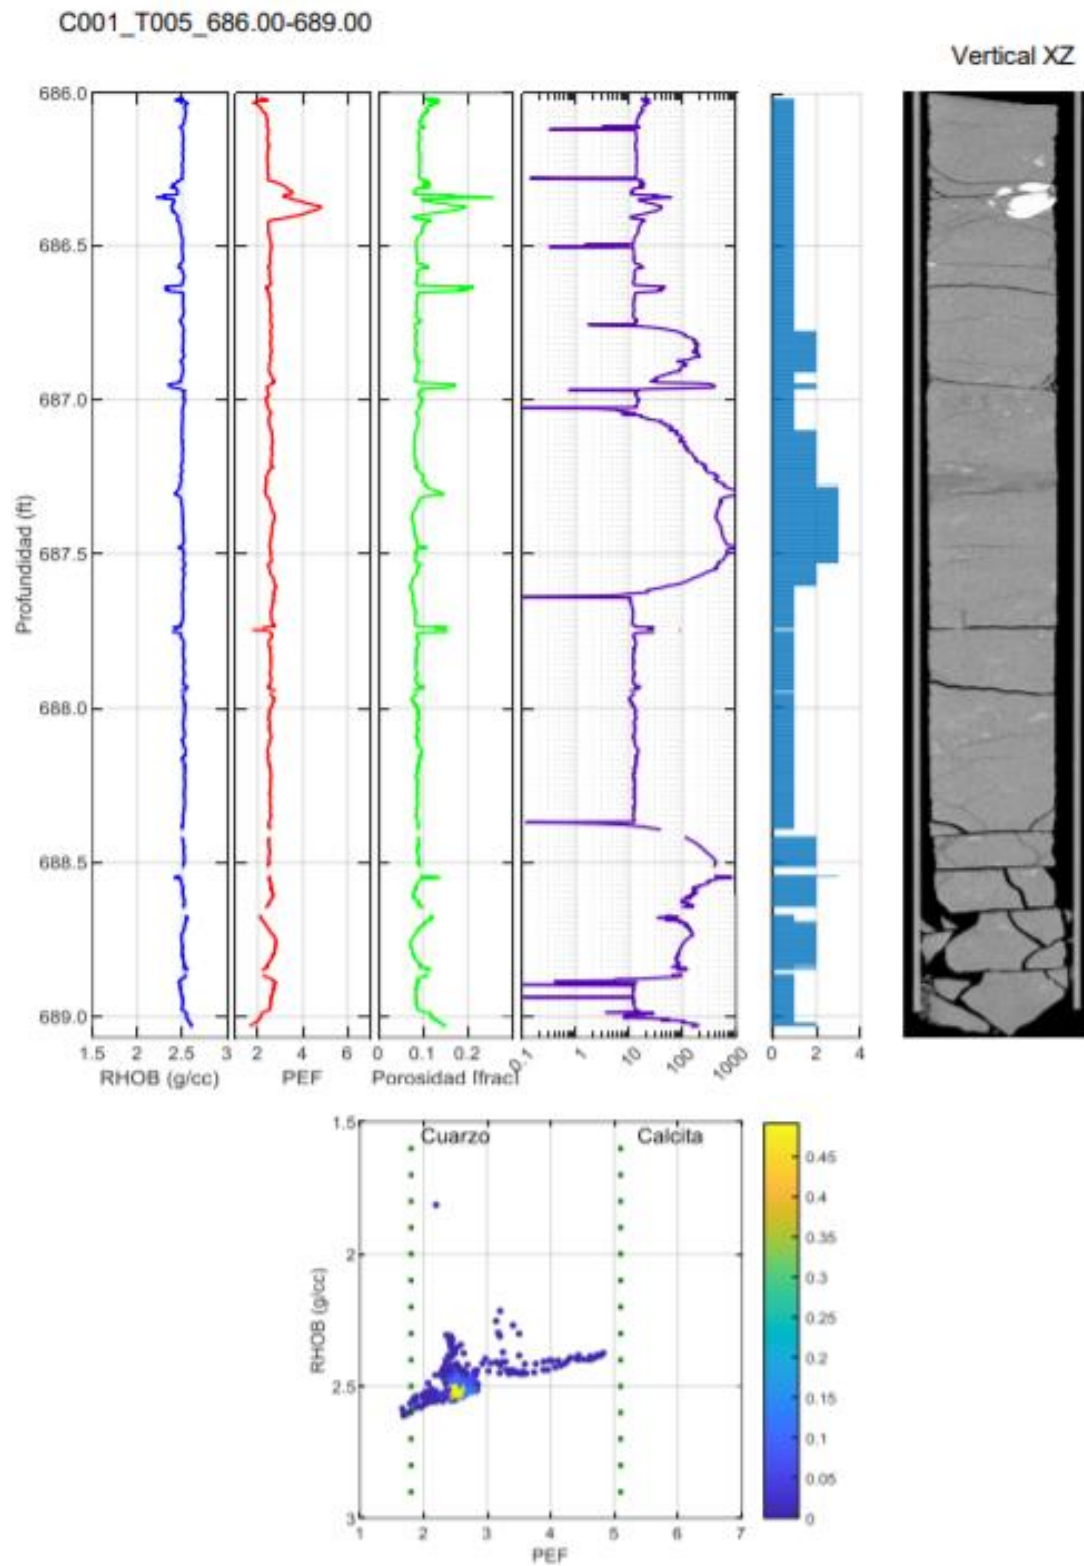 C001_T005_686.00-689.00
Vertical XZ
686.0
686.5
687.0
687.5
688.0
688.5
689.0
Profundidad (ft)
1.5 2 2.5 3 2 4 6 0 0.1 0.2 0.1 1 10 100 1000 0 2 4
RHOB (g/cc) PEF Porosidad [frac]
Cuarzo Calcita
1.5
2
2.5
3
RHOB (g/cc)
1 2 3 4 5 6 7
PEF
0.45
0.4
0.35
0.3
0.25
0.2
0.15
0.1
0.05
0